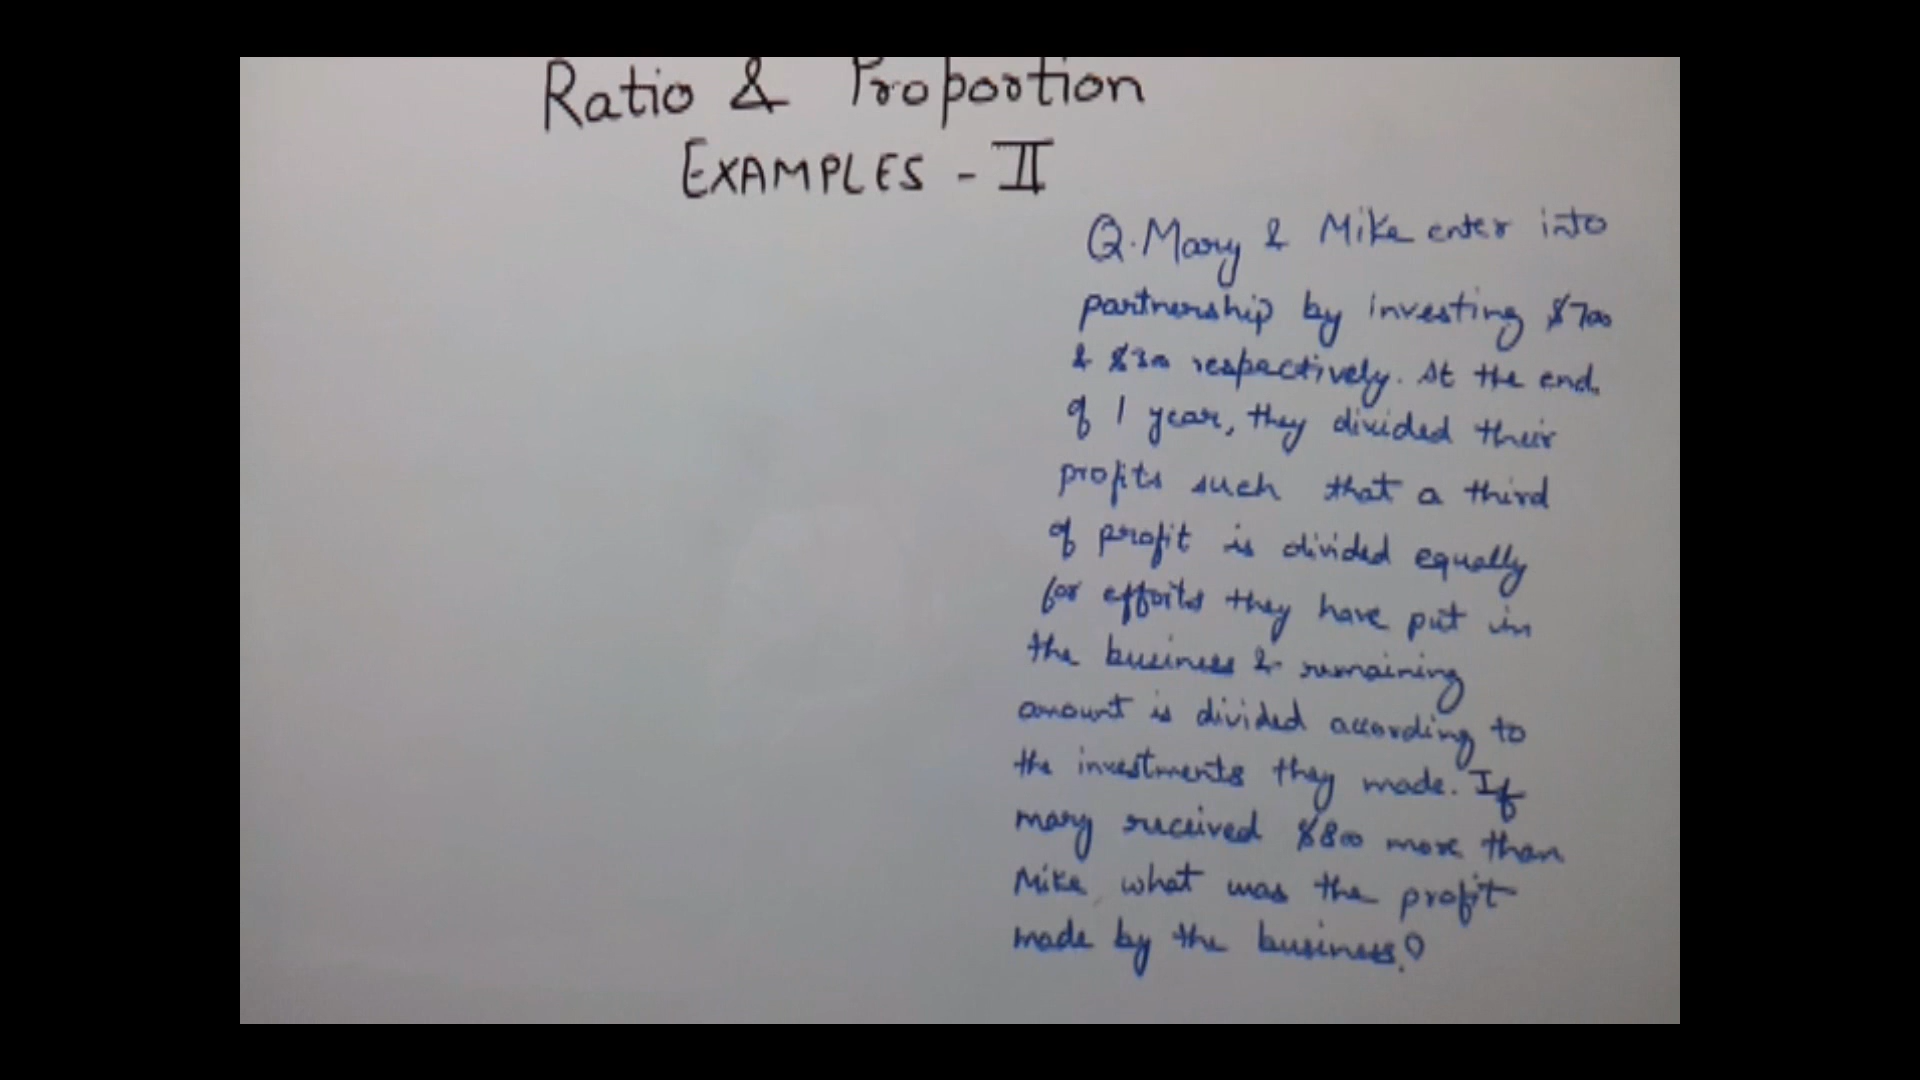 Ratio & Proportion
EXAMPLES - II
Q. Mary & Mike enter into
partnership by investing $700
& $300 respectively. At the end
of 1 year, they divided their
profits such that a third
of profit is divided equally
for efforts they have put in
the business & remaining
amount is divided according to
the investments they made. If
mary received $800 more than
Mike what was the profit
made by the business?